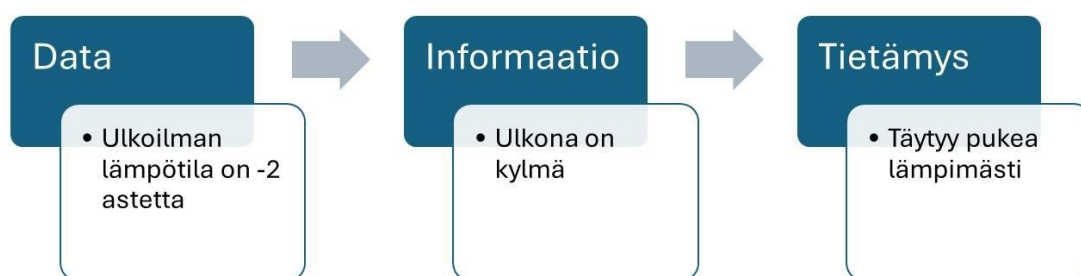 Data
• Ulkoilman
lämpötila on -2
astetta
Informaatio
• Ulkona on
kylmä
Tietämys
• Täytyy pukea
lämpimästi